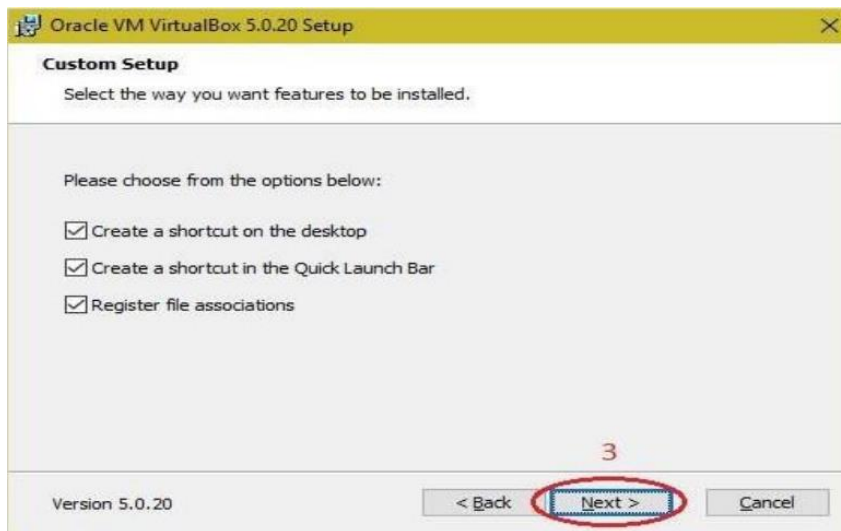 Oracle VM VirtualBox 5.0.20 Setup
Custom Setup
Select the way you want features to be installed.
Please choose from the options below:
Create a shortcut on the desktop
Create a shortcut in the Quick Launch Bar
Register file associations
3
Version 5.0.20
< Back
Next >
Cancel